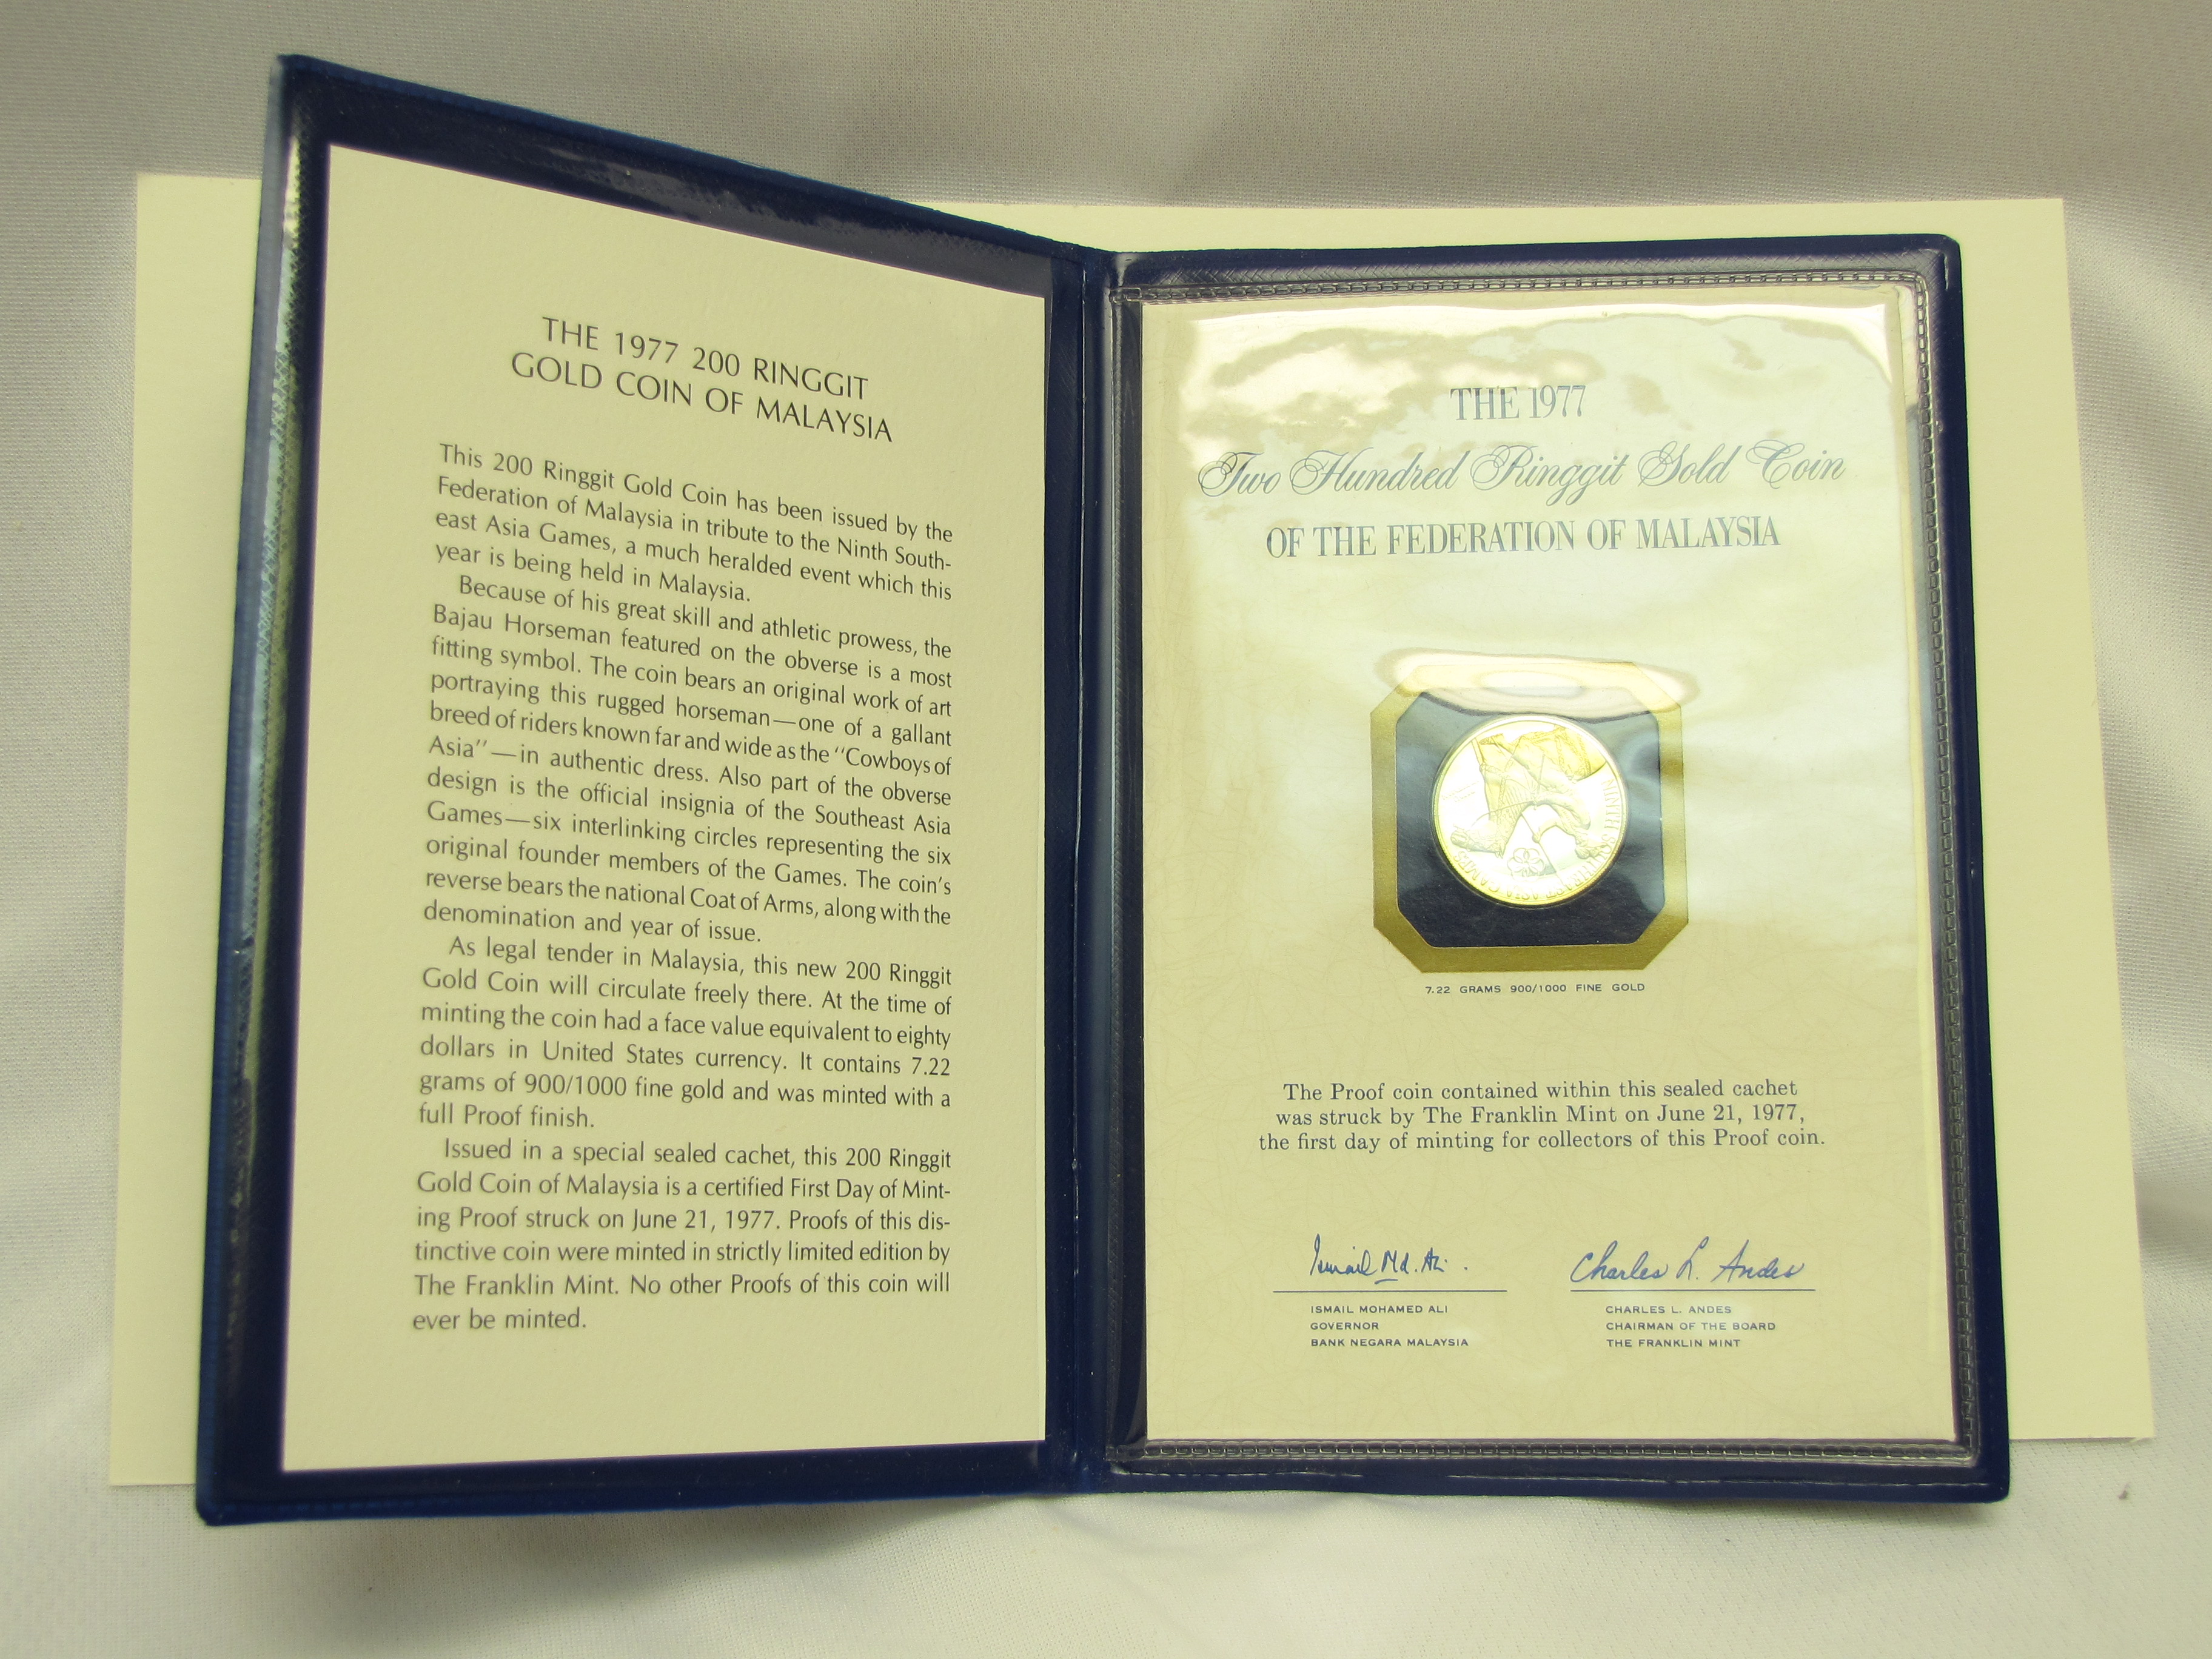 THE 1977 200 RINGGIT
GOLD COIN OF MALAYSIA
This 200 Ringgit Gold Coin has been issued by the
Federation of Malaysia in tribute to the Ninth South-
east Asia Games, a much heralded event which this
year is being held in Malaysia.
Because of his great skill and athletic prowess, the
Bajau Horseman featured on the obverse is a most
fitting symbol. The coin bears an original work of art
portraying this rugged horseman—one of a gallant
breed of riders known far and wide as the "Cowboys of
Asia"—in authentic dress. Also part of the obverse
design is the official insignia of the Southeast Asia
Games—six interlinking circles representing the six
original founder members of the Games. The coin's
reverse bears the national Coat of Arms, along with the
denomination and year of issue.
As legal tender in Malaysia, this new 200 Ringgit
Gold Coin will circulate freely there. At the time of
minting the coin had a face value equivalent to eighty
dollars in United States currency. It contains 7.22
grams of 900/1000 fine gold and was minted with a
full Proof finish.
Issued in a special sealed cachet, this 200 Ringgit
Gold Coin of Malaysia is a certified First Day of Mint-
ing Proof struck on June 21, 1977. Proofs of this dis-
tinctive coin were minted in strictly limited edition by
The Franklin Mint. No other Proofs of this coin will
ever be minted.
THE 1977
Two Hundred Ringgit Gold Coin
OF THE FEDERATION OF MALAYSIA
NINTH SOUTHEAST ASIA GAMES
7.22 GRAMS 900/1000 FINE GOLD
The Proof coin contained within this sealed cachet
was struck by The Franklin Mint on June 21, 1977,
the first day of minting for collectors of this Proof coin.
Ismail Md. Ali.
Charles L. Andes
ISMAIL MOHAMED ALI
GOVERNOR
BANK NEGARA MALAYSIA
CHARLES L. ANDES
CHAIRMAN OF THE BOARD
THE FRANKLIN MINT